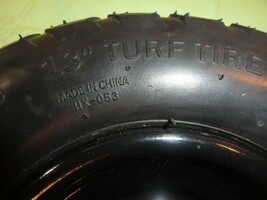 13" TURF TIRE
MADE IN CHINA
HX-053